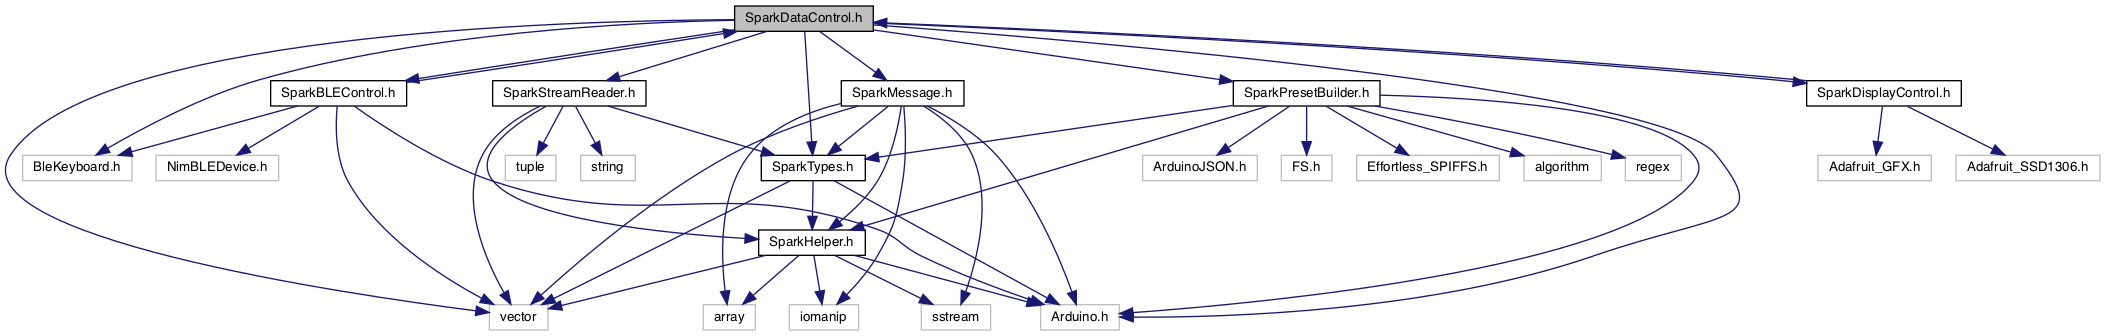 SparkDataControl.h
SparkBLEControl.h
SparkStreamReader.h
SparkMessage.h
SparkPresetBuilder.h
SparkDisplayControl.h
BleKeyboard.h
NimBLEDevice.h
tuple
string
SparkTypes.h
ArduinoJSON.h
FS.h
Effortless_SPIFFS.h
algorithm
regex
Adafruit_GFX.h
Adafruit_SSD1306.h
SparkHelper.h
vector
array
iomanip
sstream
Arduino.h